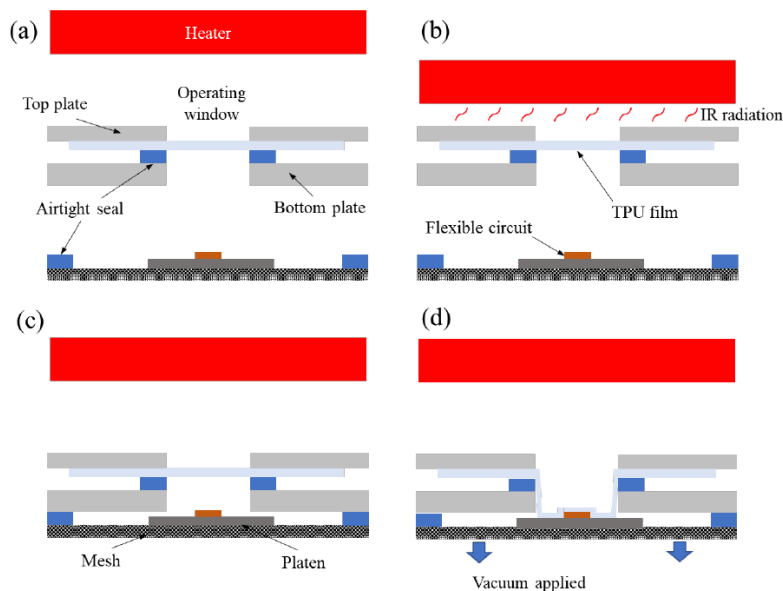 (a)
Heater
Top plate
Operating
window
Airtight seal
Bottom plate
(b)
IR radiation
TPU film
Flexible circuit
(c)
Mesh
Platen
(d)
Vacuum applied